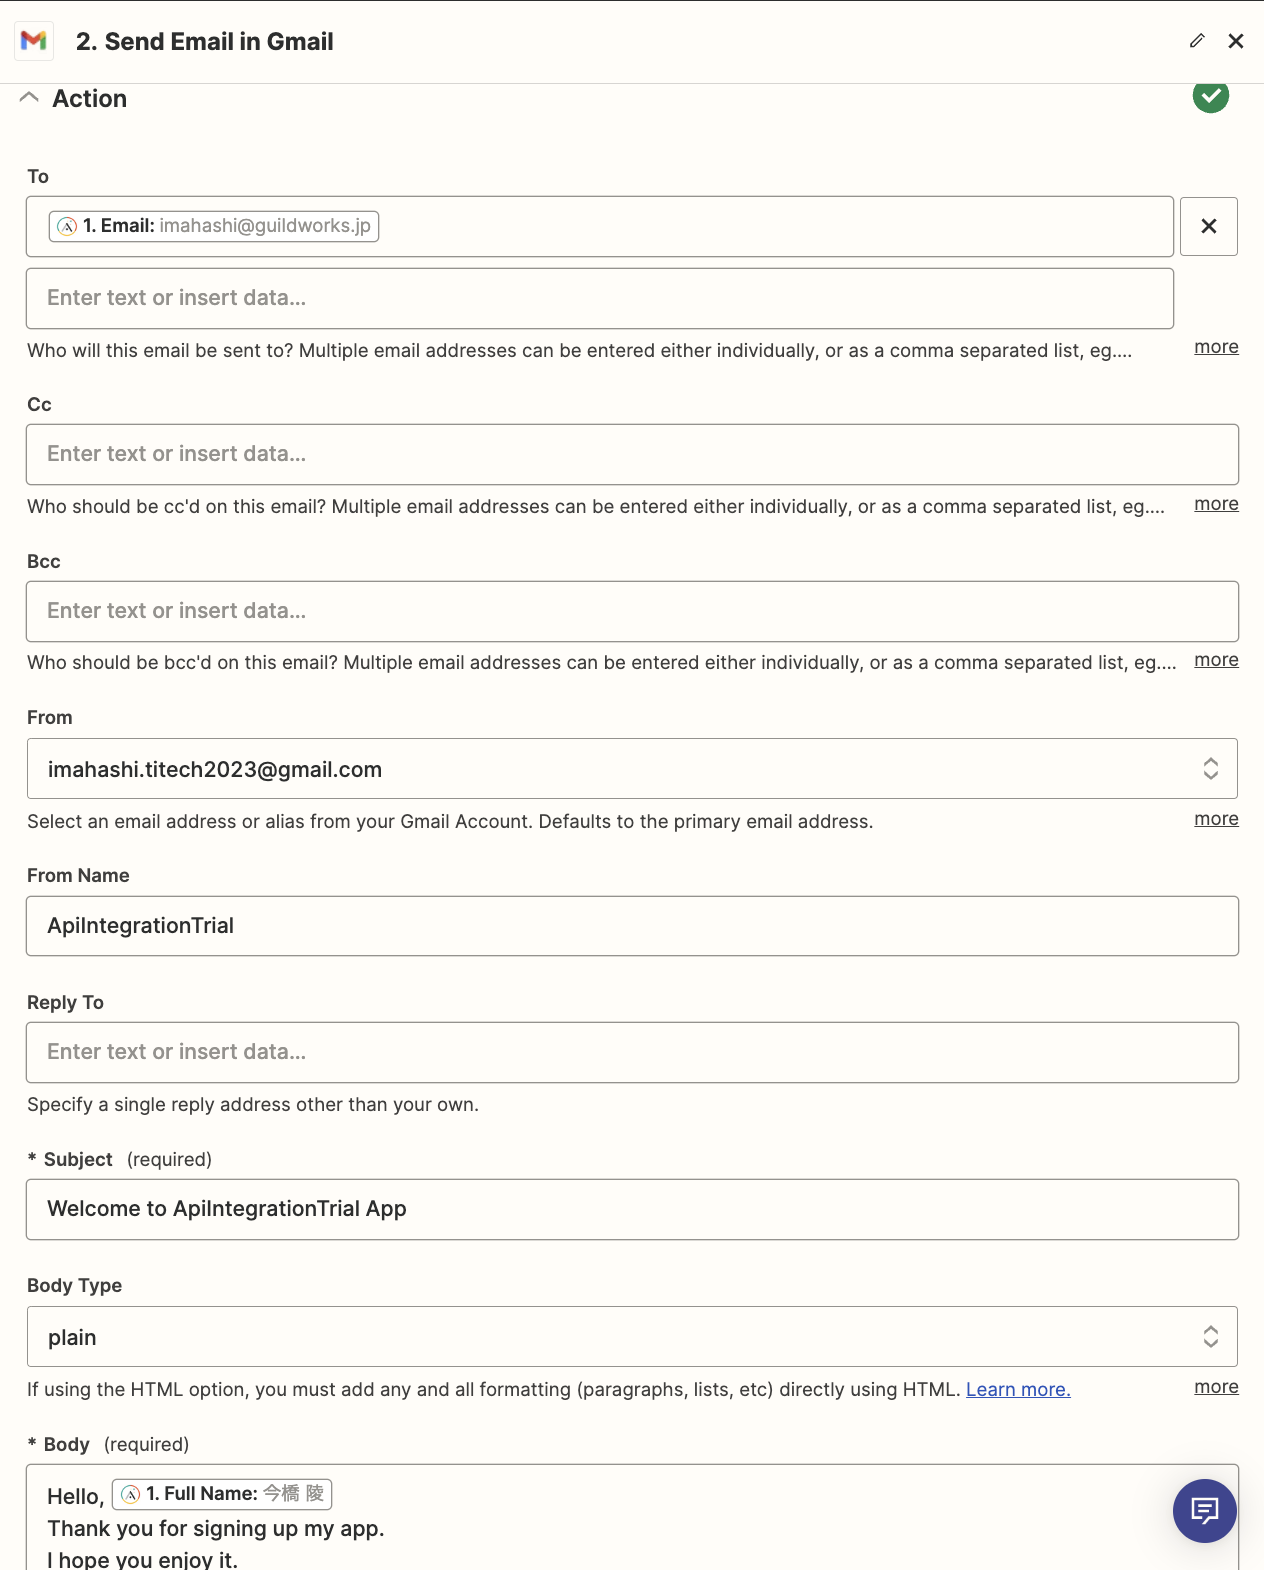 2. Send Email in Gmail
Action
To
1. Email: imahashi@guildworks.jp
Enter text or insert data...
Who will this email be sent to? Multiple email addresses can be entered either individually, or as a comma separated list, eg.... more
Cc
Enter text or insert data...
Who should be cc'd on this email? Multiple email addresses can be entered either individually, or as a comma separated list, eg.... more
Bcc
Enter text or insert data...
Who should be bcc'd on this email? Multiple email addresses can be entered either individually, or as a comma separated list, eg.... more
From
imahashi.titech2023@gmail.com
Select an email address or alias from your Gmail Account. Defaults to the primary email address. more
From Name
ApiIntegrationTrial
Reply To
Enter text or insert data...
Specify a single reply address other than your own.
* Subject (required)
Welcome to ApiIntegrationTrial App
Body Type
plain
If using the HTML option, you must add any and all formatting (paragraphs, lists, etc) directly using HTML. Learn more. more
* Body (required)
Hello, 1. Full Name: 今橋 陵
Thank you for signing up my app.
I hope you enjoy it.